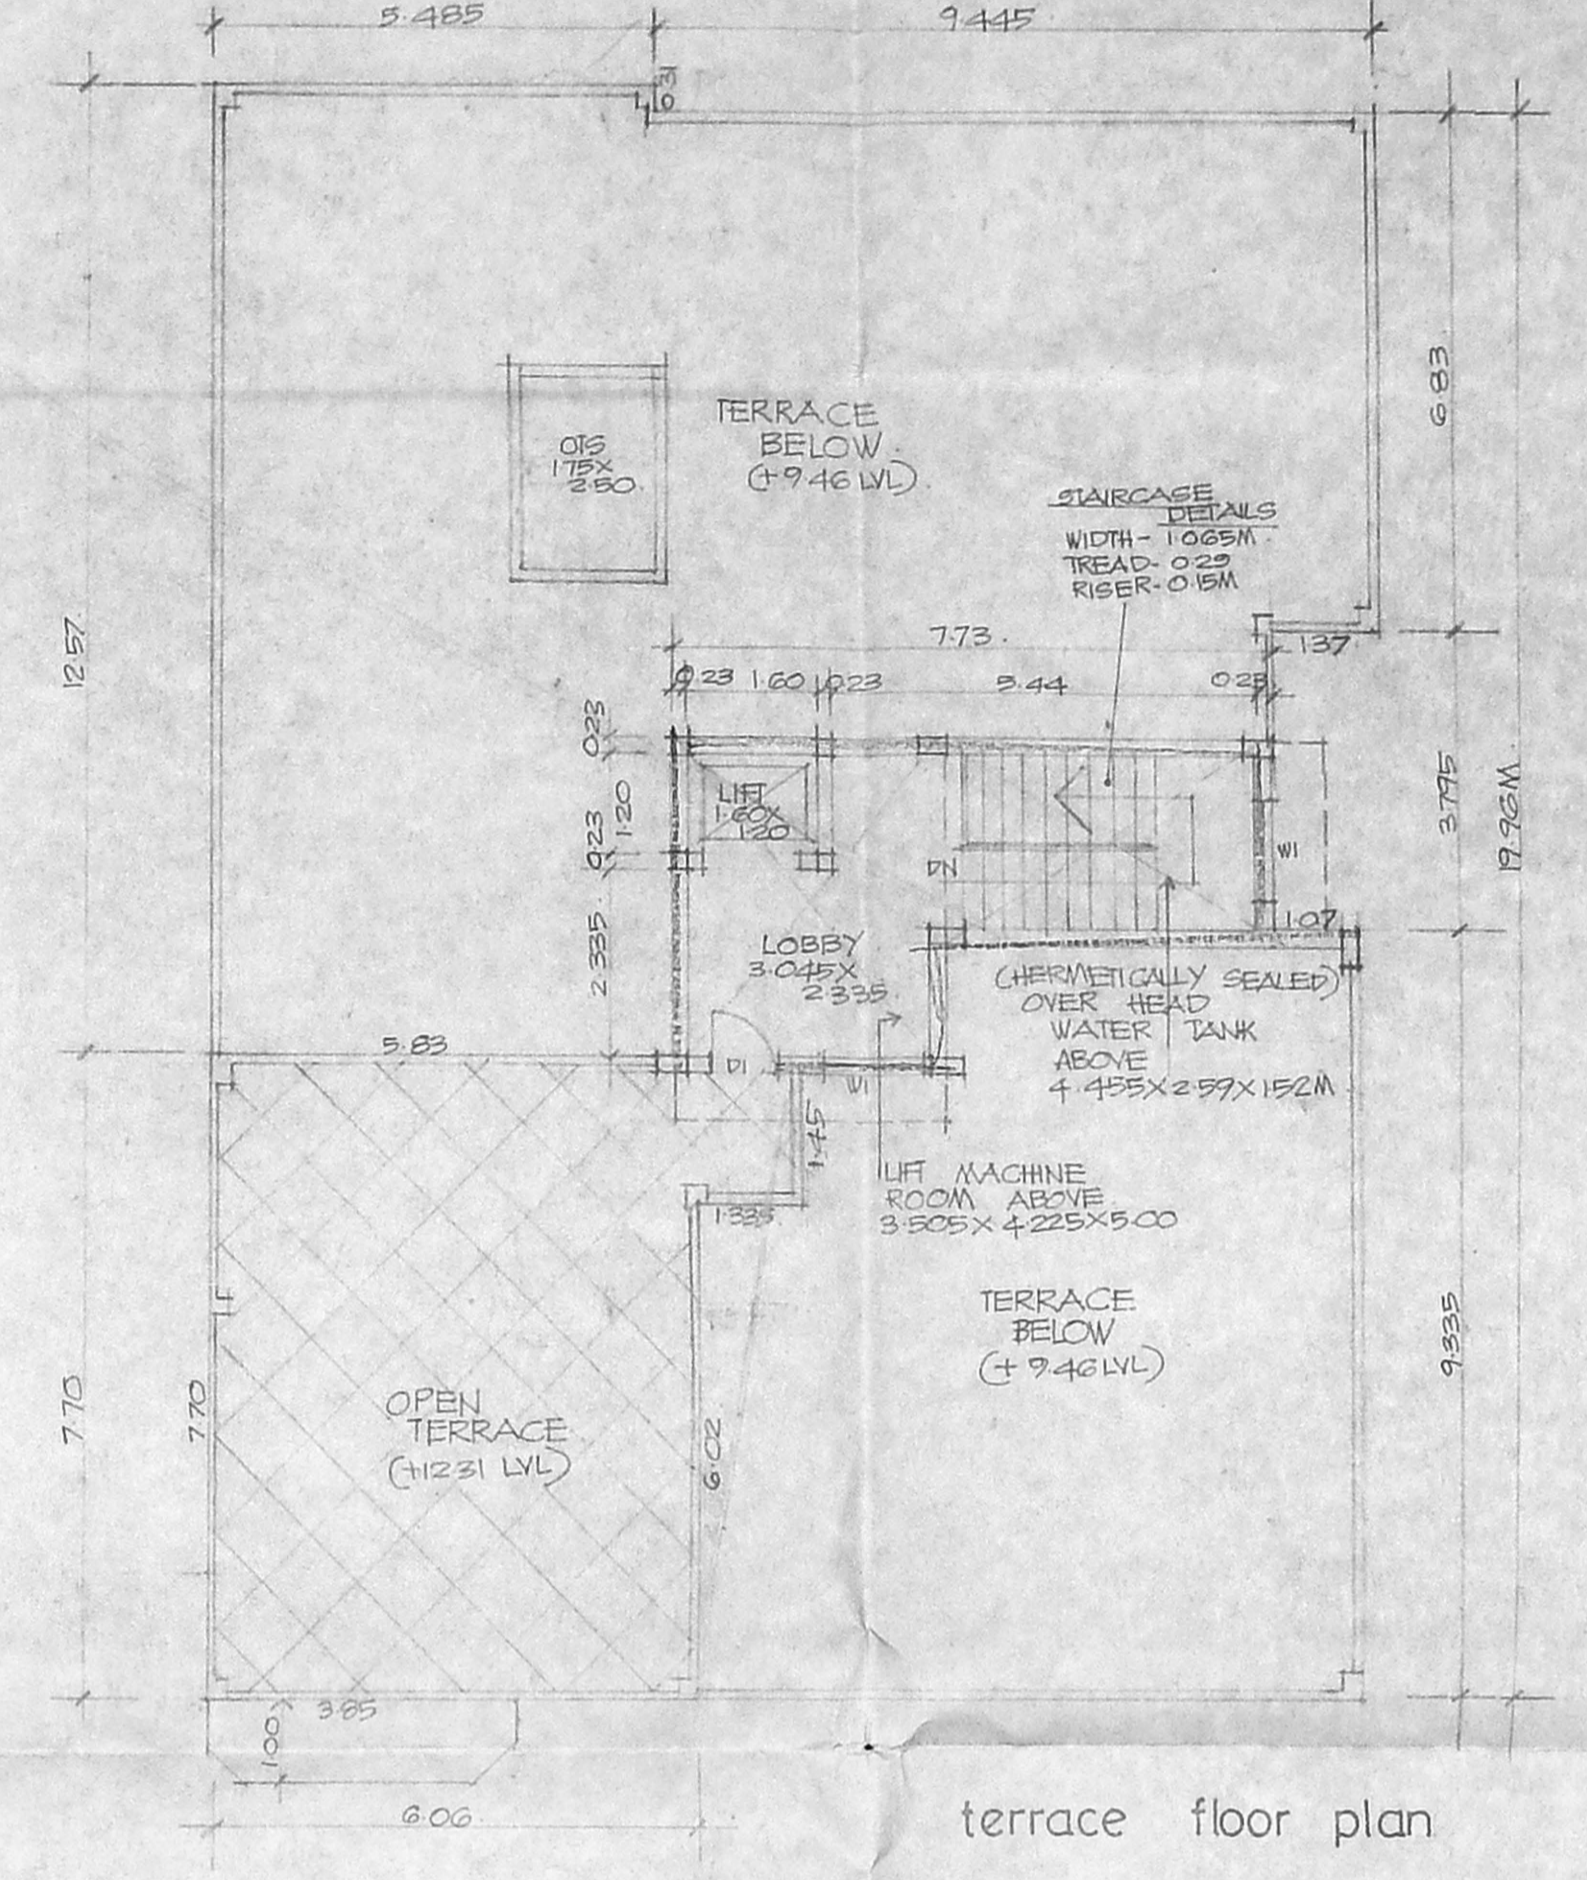 5.485
9.445
0.31
12.57
6.83
OTS
1.75X
2.50.
TERRACE
BELOW.
(+9.46 LVL)
STAIRCASE
DETAILS
WIDTH- 1.065M.
TREAD- 0.29
RISER- 0.15M
7.73.
1.37
0.23 1.60 0.23
5.44
0.23
0.23
1.20
0.23
2.335.
LIFT
1.60X
1.20
3.795
19.96M.
DN
W1
1.07
LOBBY
3.045X
2.335.
(HERMETICALLY SEALED)
OVER HEAD
WATER TANK
ABOVE
4.455X2.59X1.52M
5.83
D1
W1
1.45
1.335.
LIFT MACHINE
ROOM ABOVE
3.505X4.225X5.00
TERRACE
BELOW
(+9.46 LVL)
9.335
7.70
7.70
OPEN
TERRACE
(+12.31 LVL)
6.02
3.85
1.00
6.06.
terrace floor plan